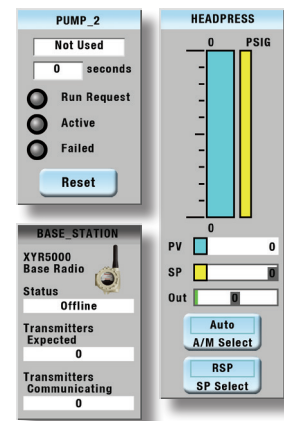 PUMP_2
Not Used
0 seconds
Run Request
Active
Failed
Reset
BASE_STATION
XYR5000
Base Radio
Status
Offline
Transmitters
Expected
0
Transmitters
Communicating
0
HEADPRESS
0 PSIG
0
PV 0
SP 0
Out 0
Auto
A/M Select
RSP
SP Select